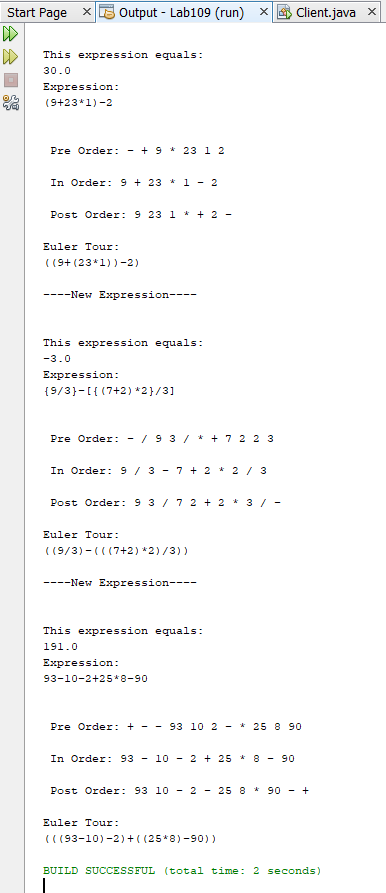 Start Page
Output - Lab109 (run)
Client.java
This expression equals:
30.0
Expression:
(9+23*1)-2
Pre Order: - + 9 * 23 1 2
In Order: 9 + 23 * 1 - 2
Post Order: 9 23 1 * + 2 -
Euler Tour:
((9+(23*1))-2)
----New Expression----
This expression equals:
-3.0
Expression:
{9/3}-[{(7+2)*2}/3]
Pre Order: - / 9 3 / * + 7 2 2 3
In Order: 9 / 3 - 7 + 2 * 2 / 3
Post Order: 9 3 / 7 2 + 2 * 3 / -
Euler Tour:
((9/3)-(((7+2)*2)/3))
----New Expression----
This expression equals:
191.0
Expression:
93-10-2+25*8-90
Pre Order: + - - 93 10 2 - * 25 8 90
In Order: 93 - 10 - 2 + 25 * 8 - 90
Post Order: 93 10 - 2 - 25 8 * 90 - +
Euler Tour:
(((93-10)-2)+((25*8)-90))
BUILD SUCCESSFUL (total time: 2 seconds)